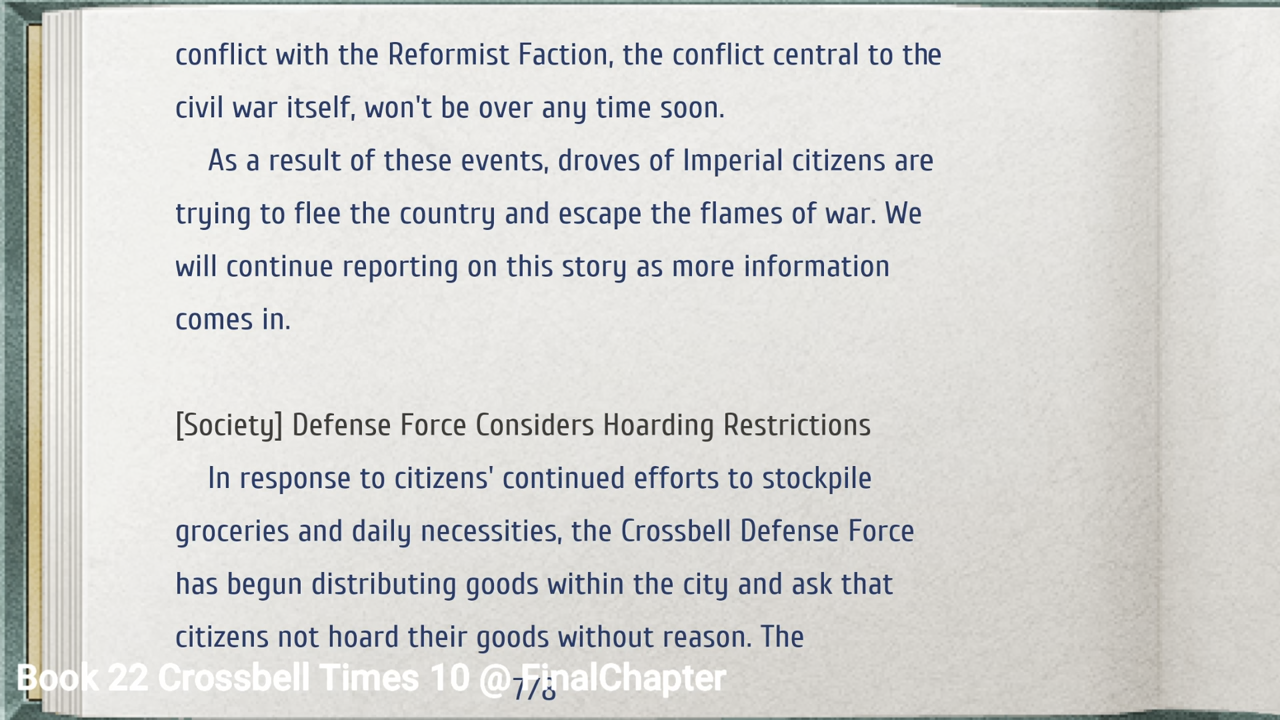 conflict with the Reformist Faction, the conflict central to the
civil war itself, won't be over any time soon.
As a result of these events, droves of Imperial citizens are
trying to flee the country and escape the flames of war. We
will continue reporting on this story as more information
comes in.
[Society] Defense Force Considers Hoarding Restrictions
In response to citizens' continued efforts to stockpile
groceries and daily necessities, the Crossbell Defense Force
has begun distributing goods within the city and ask that
citizens not hoard their goods without reason. The
Book 22 Crossbell Times 10 @ FinalChapter
7/8